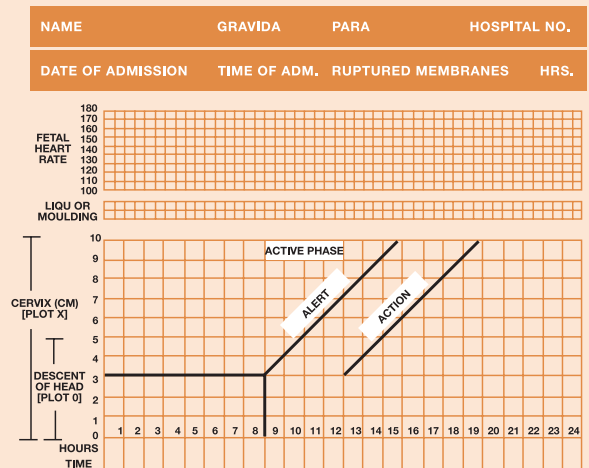 NAME GRAVIDA PARA HOSPITAL NO.
DATE OF ADMISSION TIME OF ADM. RUPTURED MEMBRANES HRS.
180
170
160
150
140
130
120
110
100
FETAL
HEART
RATE
LIQU OR
MOULDING
10
9
8
7
6
5
4
3
2
1
0
ACTIVE PHASE
ALERT
ACTION
CERVIX (CM)
[PLOT X]
DESCENT
OF HEAD
[PLOT 0]
1 2 3 4 5 6 7 8 9 10 11 12 13 14 15 16 17 18 19 20 21 22 23 24
HOURS
TIME